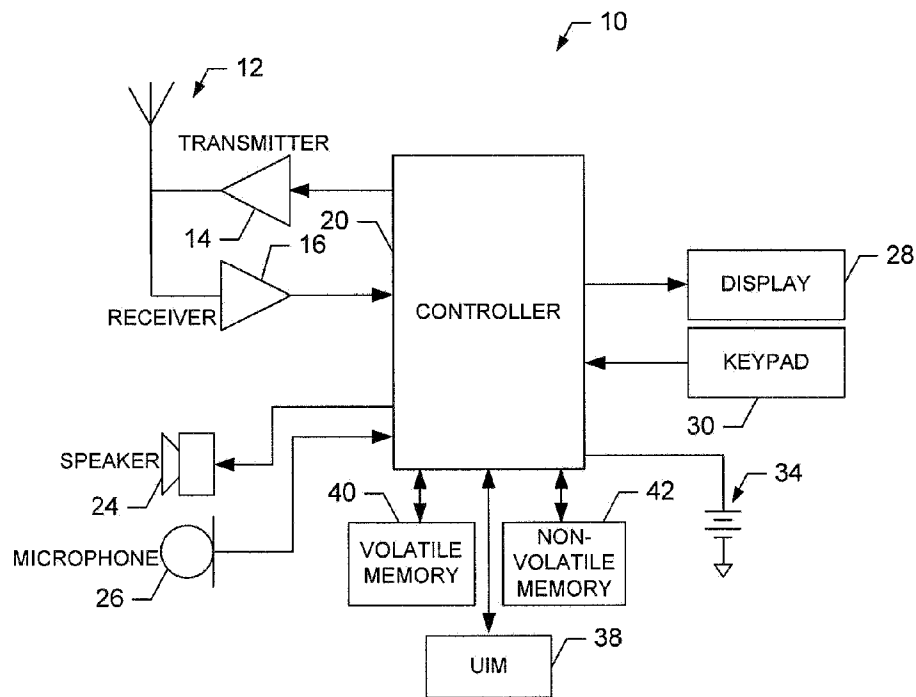 10
12
TRANSMITTER
14
20
16
RECEIVER
CONTROLLER
DISPLAY
28
KEYPAD
30
SPEAKER
24
MICROPHONE
26
40
VOLATILE
MEMORY
42
NON-
VOLATILE
MEMORY
34
UIM
38